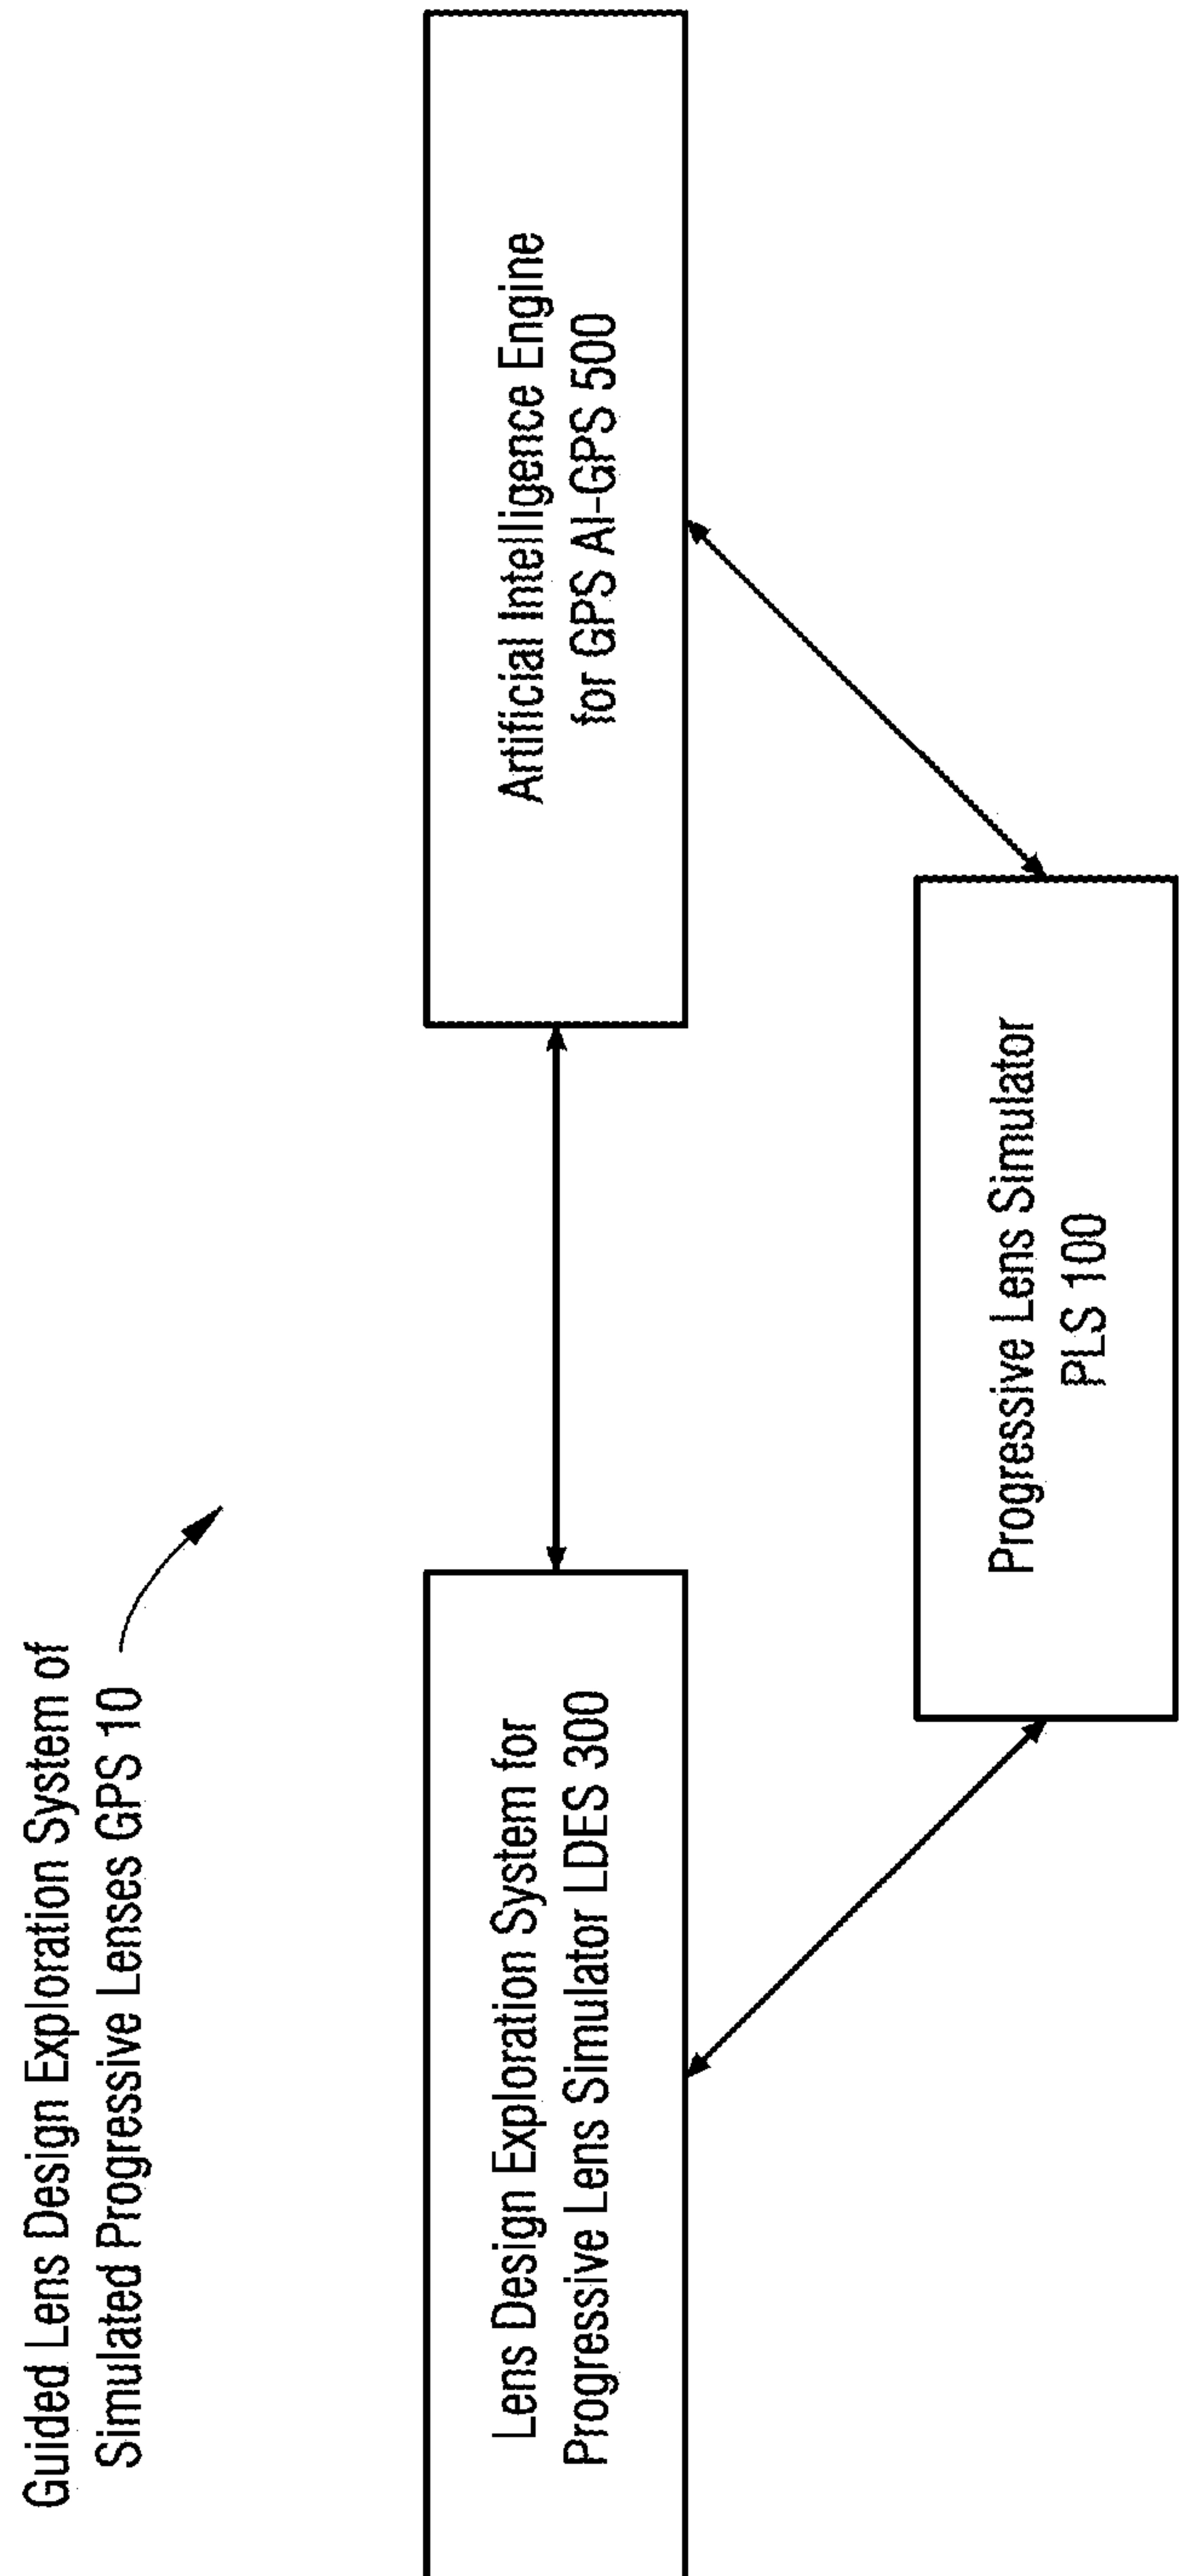 Guided Lens Design Exploration System of
Simulated Progressive Lenses GPS 10
Lens Design Exploration System for
Progressive Lens Simulator LDES 300
Artificial Intelligence Engine
for GPS AI-GPS 500
Progressive Lens Simulator
PLS 100